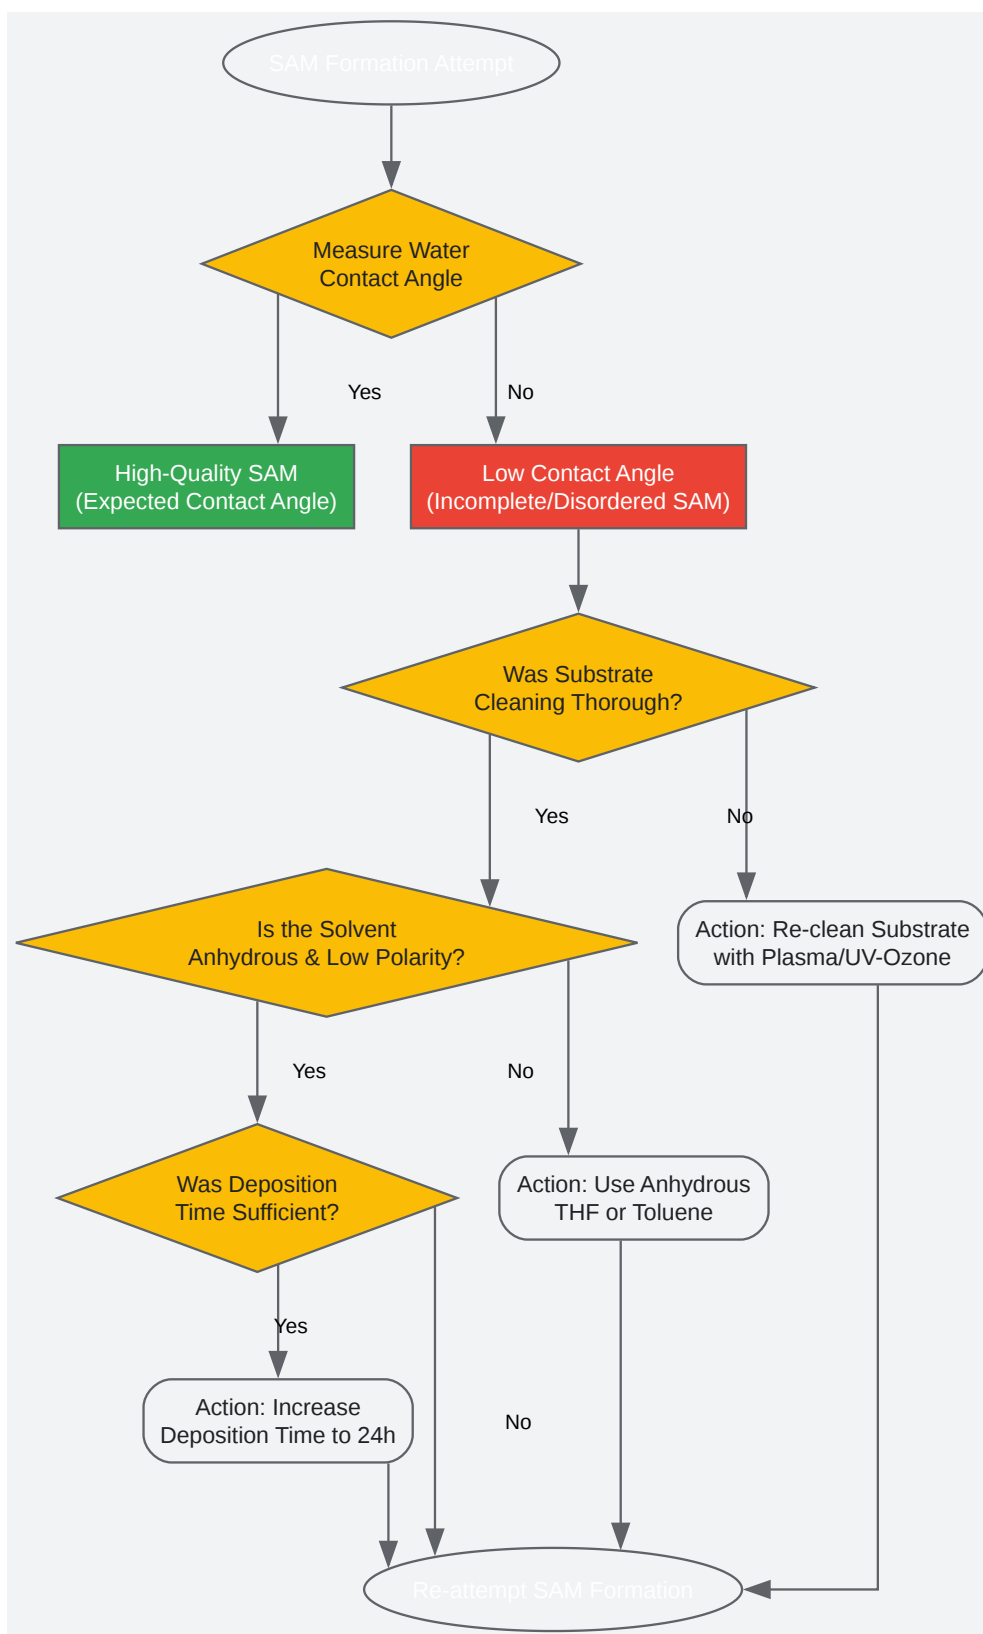 SAM Formation Attempt
Measure Water
Contact Angle
Yes
No
High-Quality SAM
(Expected Contact Angle)
Low Contact Angle
(Incomplete/Disordered SAM)
Was Substrate
Cleaning Thorough?
Yes
No
Is the Solvent
Anhydrous & Low Polarity?
Action: Re-clean Substrate
with Plasma/UV-Ozone
Yes
No
Was Deposition
Time Sufficient?
Action: Use Anhydrous
THF or Toluene
Yes
Action: Increase
Deposition Time to 24h
No
Re-attempt SAM Formation